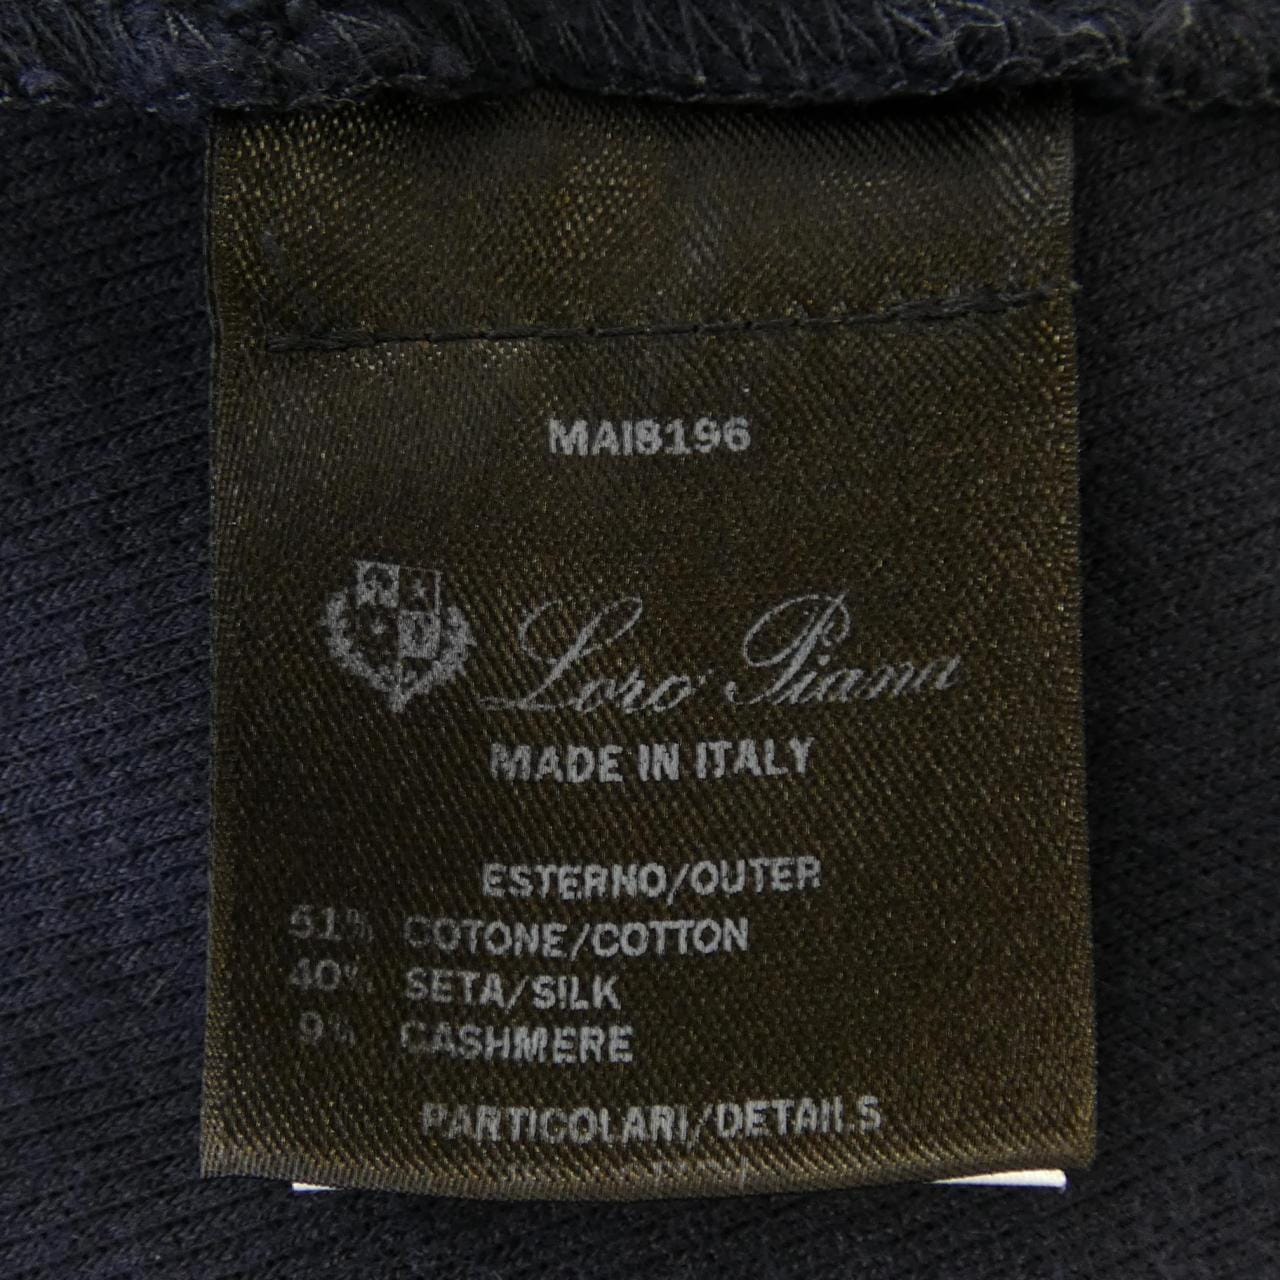 MAI8196
Loro Piana
MADE IN ITALY
ESTERNO/OUTER
51% COTONE/COTTON
40% SETA/SILK
9% CASHMERE
PARTICOLARI/DETAILS